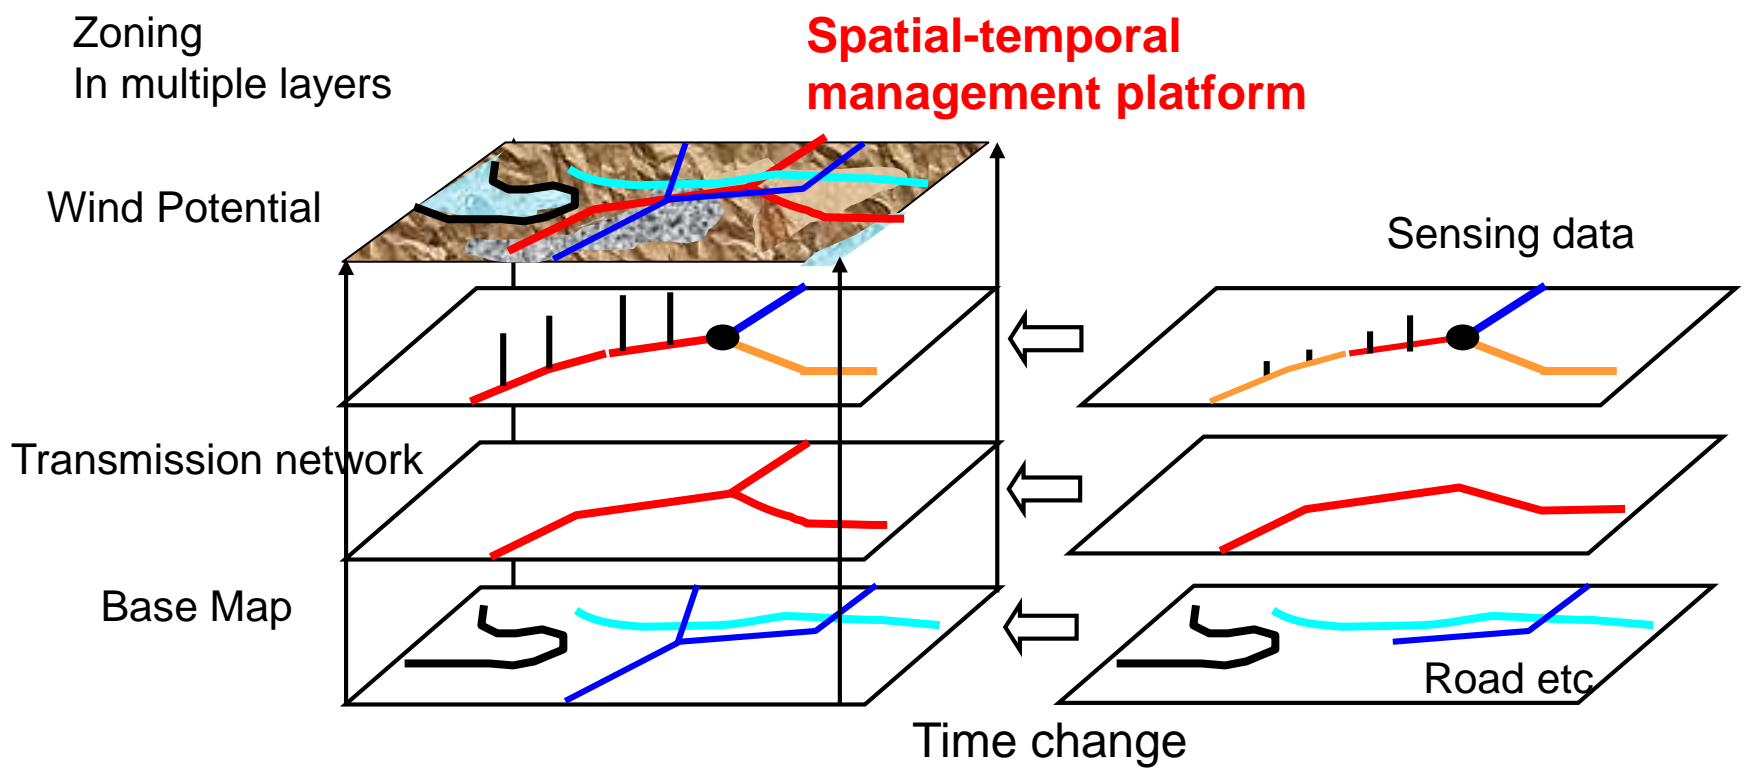 Zoning
In multiple layers
Spatial-temporal
management platform
Wind Potential
Sensing data
Transmission network
Base Map
Road etc
Time change